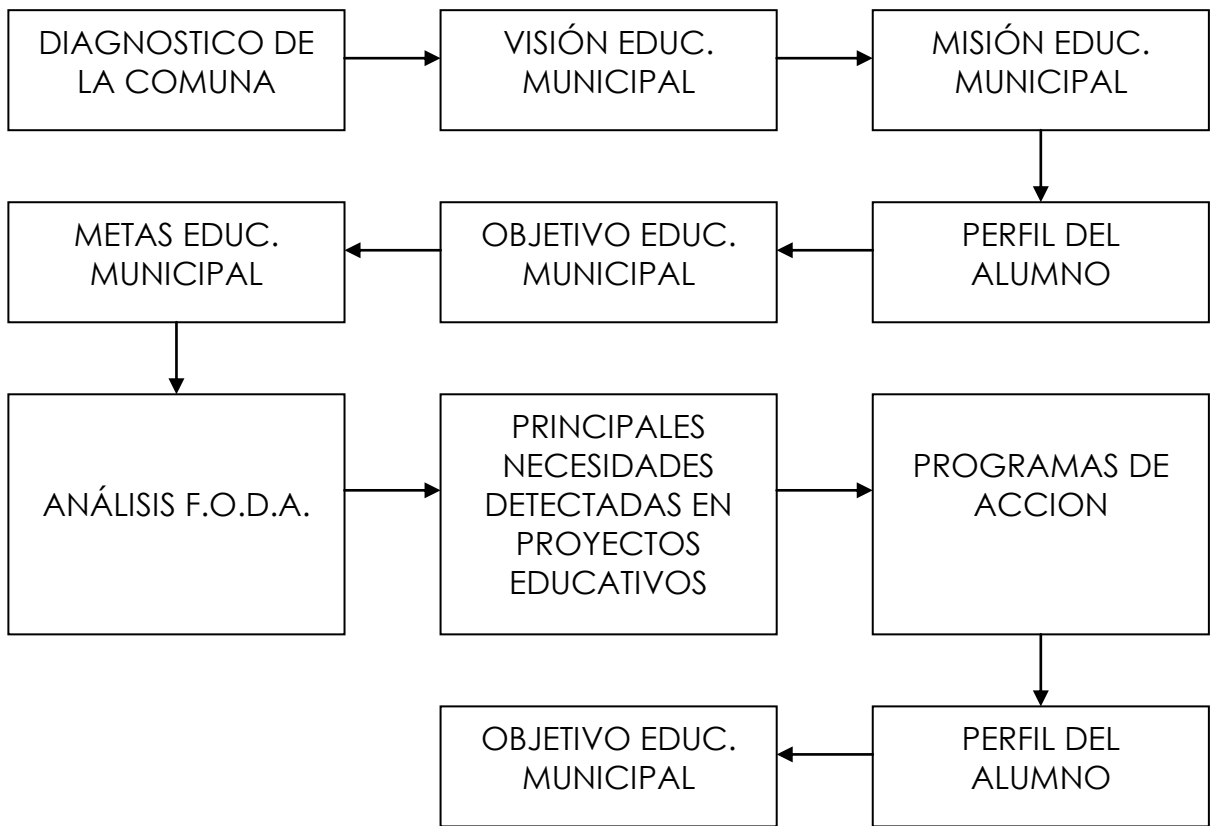 DIAGNOSTICO DE
LA COMUNA
VISIÓN EDUC.
MUNICIPAL
MISIÓN EDUC.
MUNICIPAL
METAS EDUC.
MUNICIPAL
OBJETIVO EDUC.
MUNICIPAL
PERFIL DEL
ALUMNO
ANÁLISIS F.O.D.A.
PRINCIPALES
NECESIDADES
DETECTADAS EN
PROYECTOS
EDUCATIVOS
PROGRAMAS DE
ACCION
OBJETIVO EDUC.
MUNICIPAL
PERFIL DEL
ALUMNO